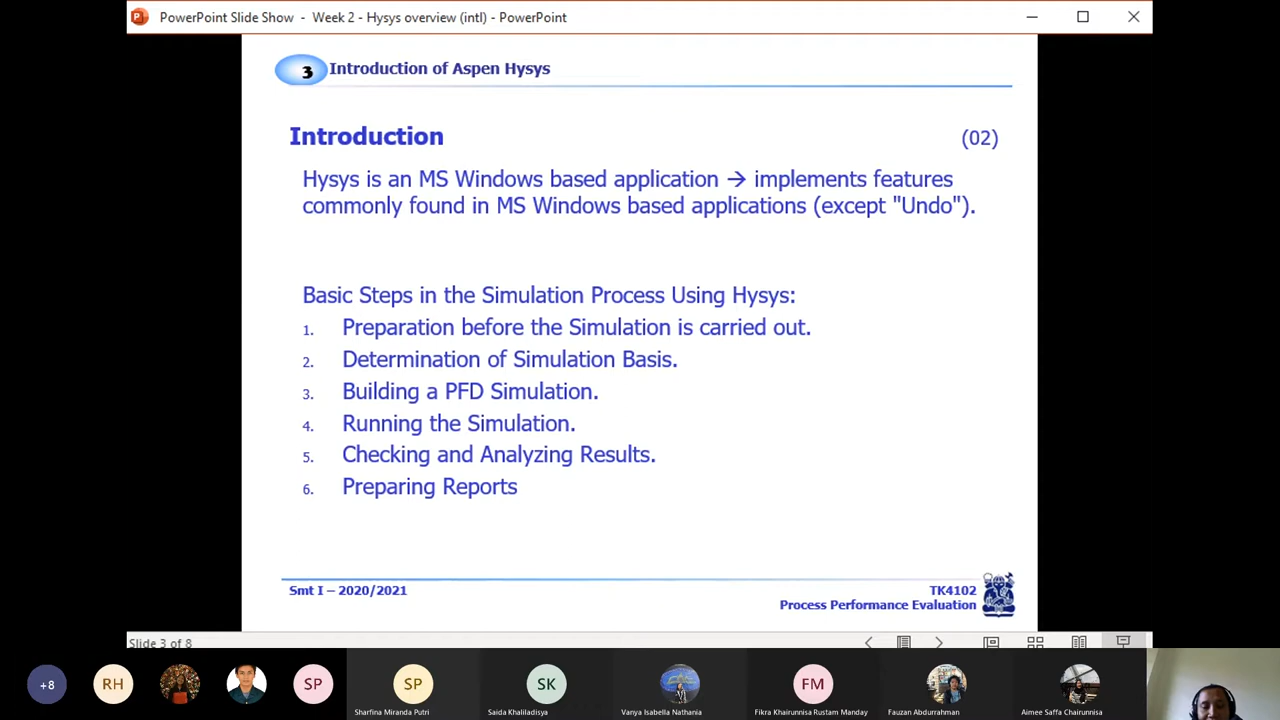 PowerPoint Slide Show - Week 2 - Hysys overview (intl) - PowerPoint
3 Introduction of Aspen Hysys
Introduction (02)
Hysys is an MS Windows based application → implements features
commonly found in MS Windows based applications (except "Undo").
Basic Steps in the Simulation Process Using Hysys:
1. Preparation before the Simulation is carried out.
2. Determination of Simulation Basis.
3. Building a PFD Simulation.
4. Running the Simulation.
5. Checking and Analyzing Results.
6. Preparing Reports
Smt I – 2020/2021 TK4102
Process Performance Evaluation
Slide 3 of 8
+8 RH SP SP SK FM
Sharfina Miranda Putri Saida Khaliladisya Vanya Isabella Nathania Fikra Khairunnisa Rustam Manday Fauzan Abdurrahman Aimee Saffa Chairunnisa